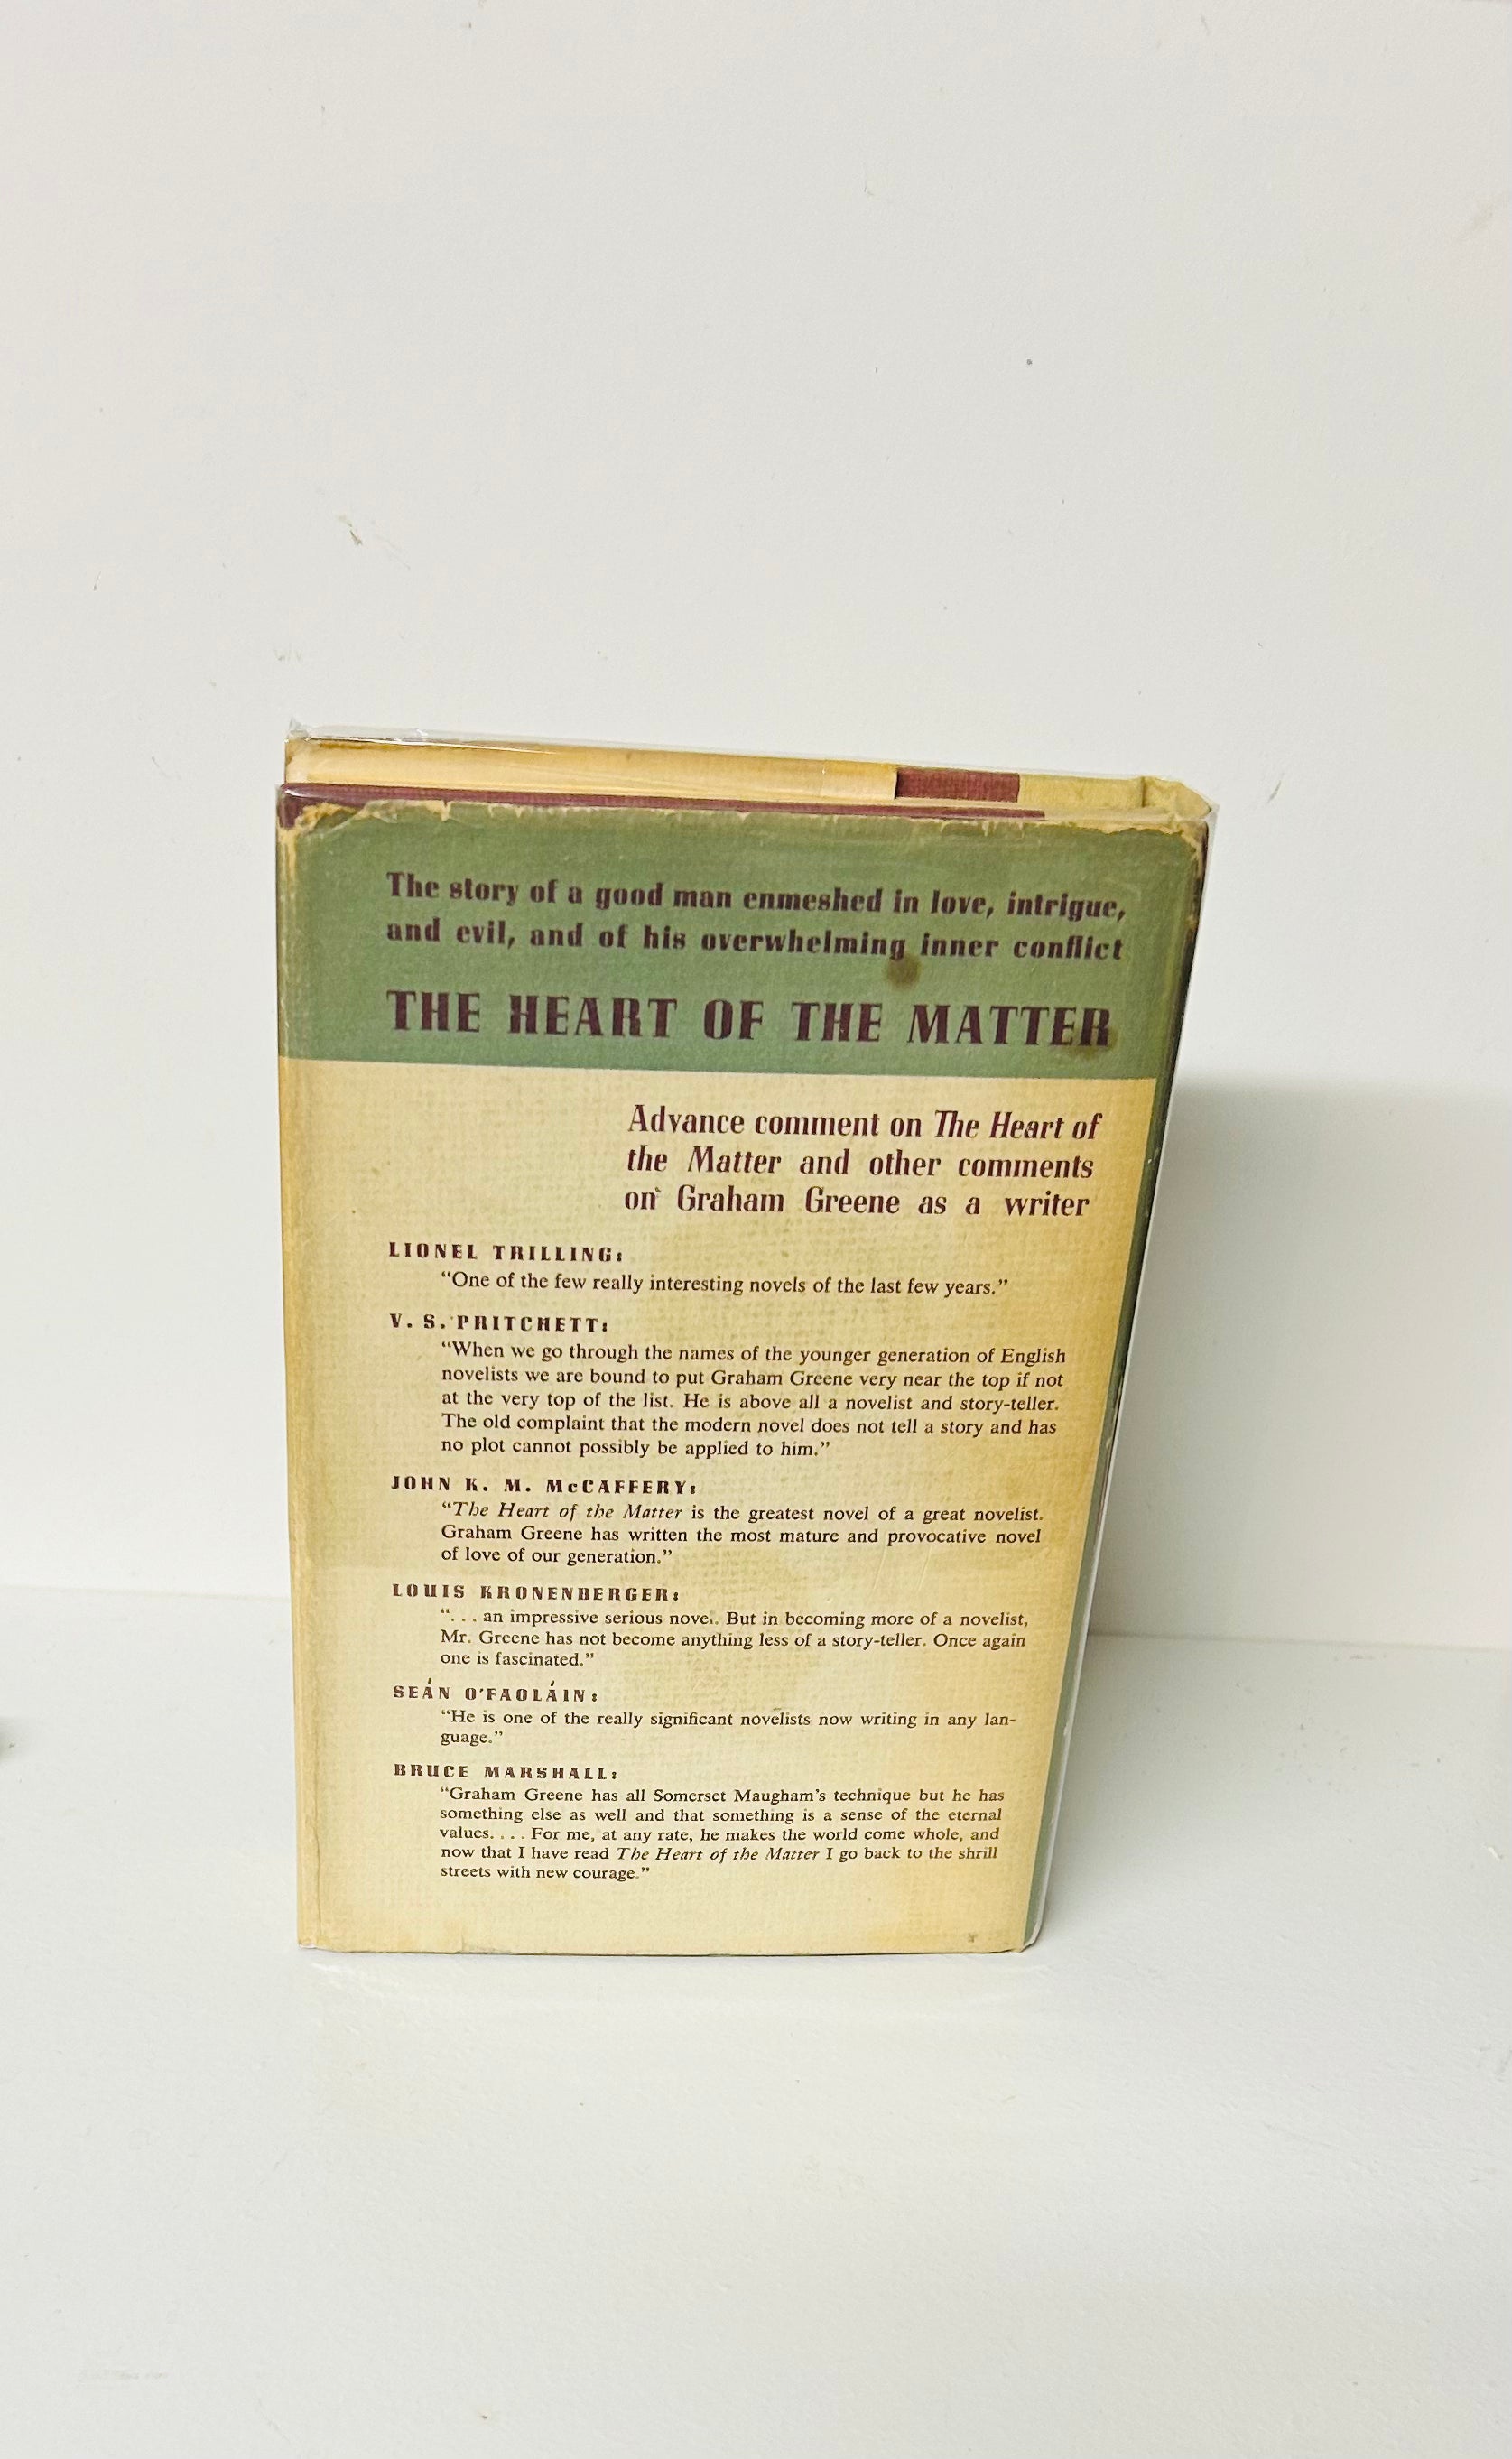 The story of a good man enmeshed in love, intrigue,
and evil, and of his overwhelming inner conflict
THE HEART OF THE MATTER
Advance comment on The Heart of
the Matter and other comments
on Graham Greene as a writer
LIONEL TRILLING:
“One of the few really interesting novels of the last few years.”
V. S. PRITCHETT:
“When we go through the names of the younger generation of English
novelists we are bound to put Graham Greene very near the top if not
at the very top of the list. He is above all a novelist and story-teller.
The old complaint that the modern novel does not tell a story and has
no plot cannot possibly be applied to him.”
JOHN K. M. McCAFFERY:
“The Heart of the Matter is the greatest novel of a great novelist.
Graham Greene has written the most mature and provocative novel
of love of our generation.”
LOUIS KRONENBERGER:
“. . . an impressive serious novel. But in becoming more of a novelist,
Mr. Greene has not become anything less of a story-teller. Once again
one is fascinated.”
SEÁN O'FAOLÁIN:
“He is one of the really significant novelists now writing in any lan-
guage.”
BRUCE MARSHALL:
“Graham Greene has all Somerset Maugham’s technique but he has
something else as well and that something is a sense of the eternal
values. . . . For me, at any rate, he makes the world come whole, and
now that I have read The Heart of the Matter I go back to the shrill
streets with new courage.”